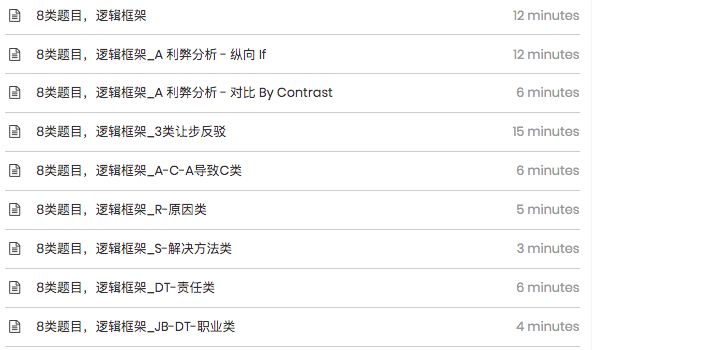 8类题目，逻辑框架 12 minutes
8类题目，逻辑框架_A 利弊分析 - 纵向 If 12 minutes
8类题目，逻辑框架_A 利弊分析 - 对比 By Contrast 6 minutes
8类题目，逻辑框架_3类让步反驳 15 minutes
8类题目，逻辑框架_A-C-A导致C类 6 minutes
8类题目，逻辑框架_R-原因类 5 minutes
8类题目，逻辑框架_S-解决方法类 3 minutes
8类题目，逻辑框架_DT-责任类 6 minutes
8类题目，逻辑框架_JB-DT-职业类 4 minutes